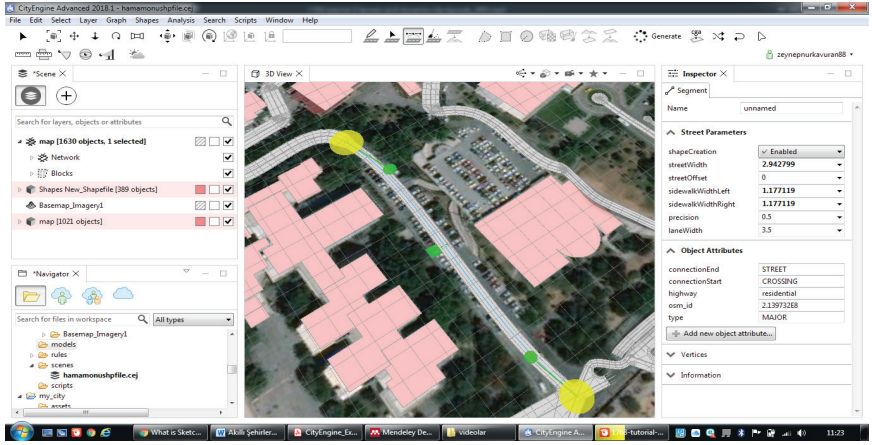 CityEngine Advanced 2018.1 - hamamonushpfile.cej
File Edit Select Layer Graph Shapes Analysis Search Scripts Window Help
Generate
zeynepnurkavuran88
*Scene
3D View
Inspector
Segment
Name unnamed
Search for layers, objects or attributes
map [1630 objects, 1 selected]
Network
Blocks
Shapes New_Shapefile [389 objects]
Basemap_Imagery1
map [1021 objects]
Street Parameters
shapeCreation Enabled
streetWidth 2.942799
streetOffset 0
sidewalkWidthLeft 1.177119
sidewalkWidthRight 1.177119
precision 0.5
laneWidth 3.5
Object Attributes
connectionEnd STREET
connectionStart CROSSING
highway residential
osm_id 2.139732E8
type MAJOR
Add new object attribute...
Vertices
Information
*Navigator
Search for files in workspace All types
Basemap_Imagery1
models
rules
scenes
hamamonushpfile.cej
scripts
my_city
assets
What is Sketc...
Akıllı Şehirler...
CityEngine_Ex...
Mendeley De...
videolar
CityEngine A...
11:23